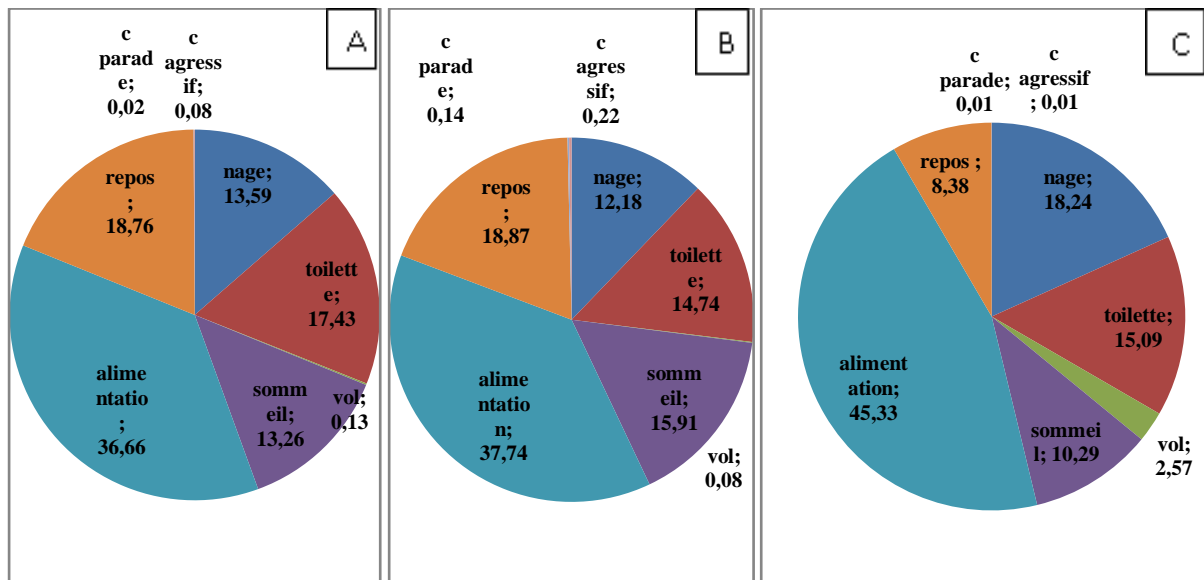 A
c
parad
e;
0,02
c
agress
if;
0,08
nage;
13,59
toilett
e;
17,43
vol;
0,13
somm
eil;
13,26
alime
ntatio
;
36,66
repos
;
18,76
B
c
parad
e;
0,14
c
agres
sif;
0,22
nage;
12,18
toilett
e;
14,74
vol;
0,08
somm
eil;
15,91
alime
ntatio
n;
37,74
repos
;
18,87
C
c
parade;
0,01
c
agressif
; 0,01
nage;
18,24
toilette;
15,09
vol;
2,57
sommei
l; 10,29
aliment
ation;
45,33
repos ;
8,38